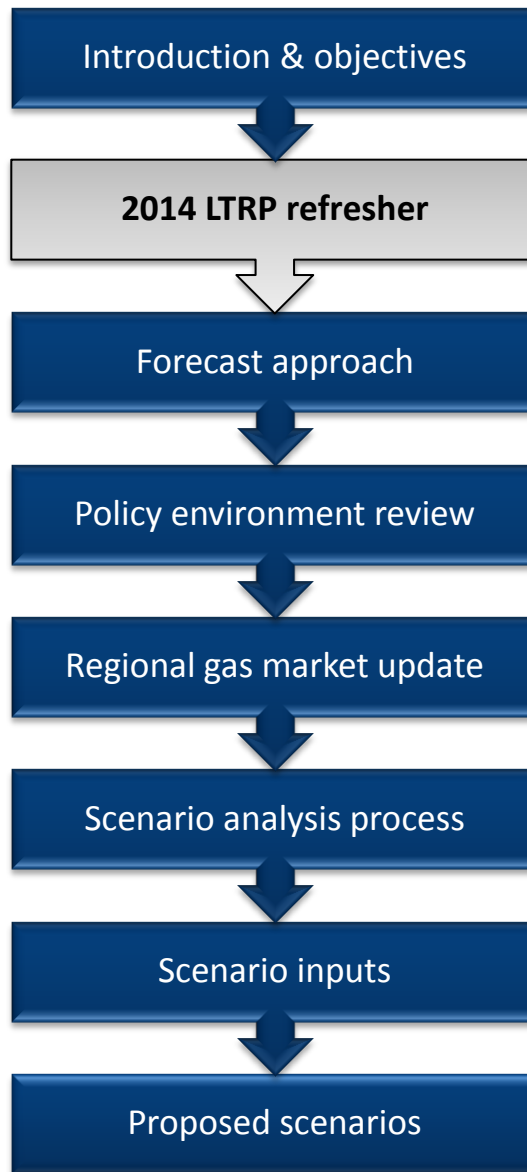 Introduction & objectives
2014 LTRP refresher
Forecast approach
Policy environment review
Regional gas market update
Scenario analysis process
Scenario inputs
Proposed scenarios